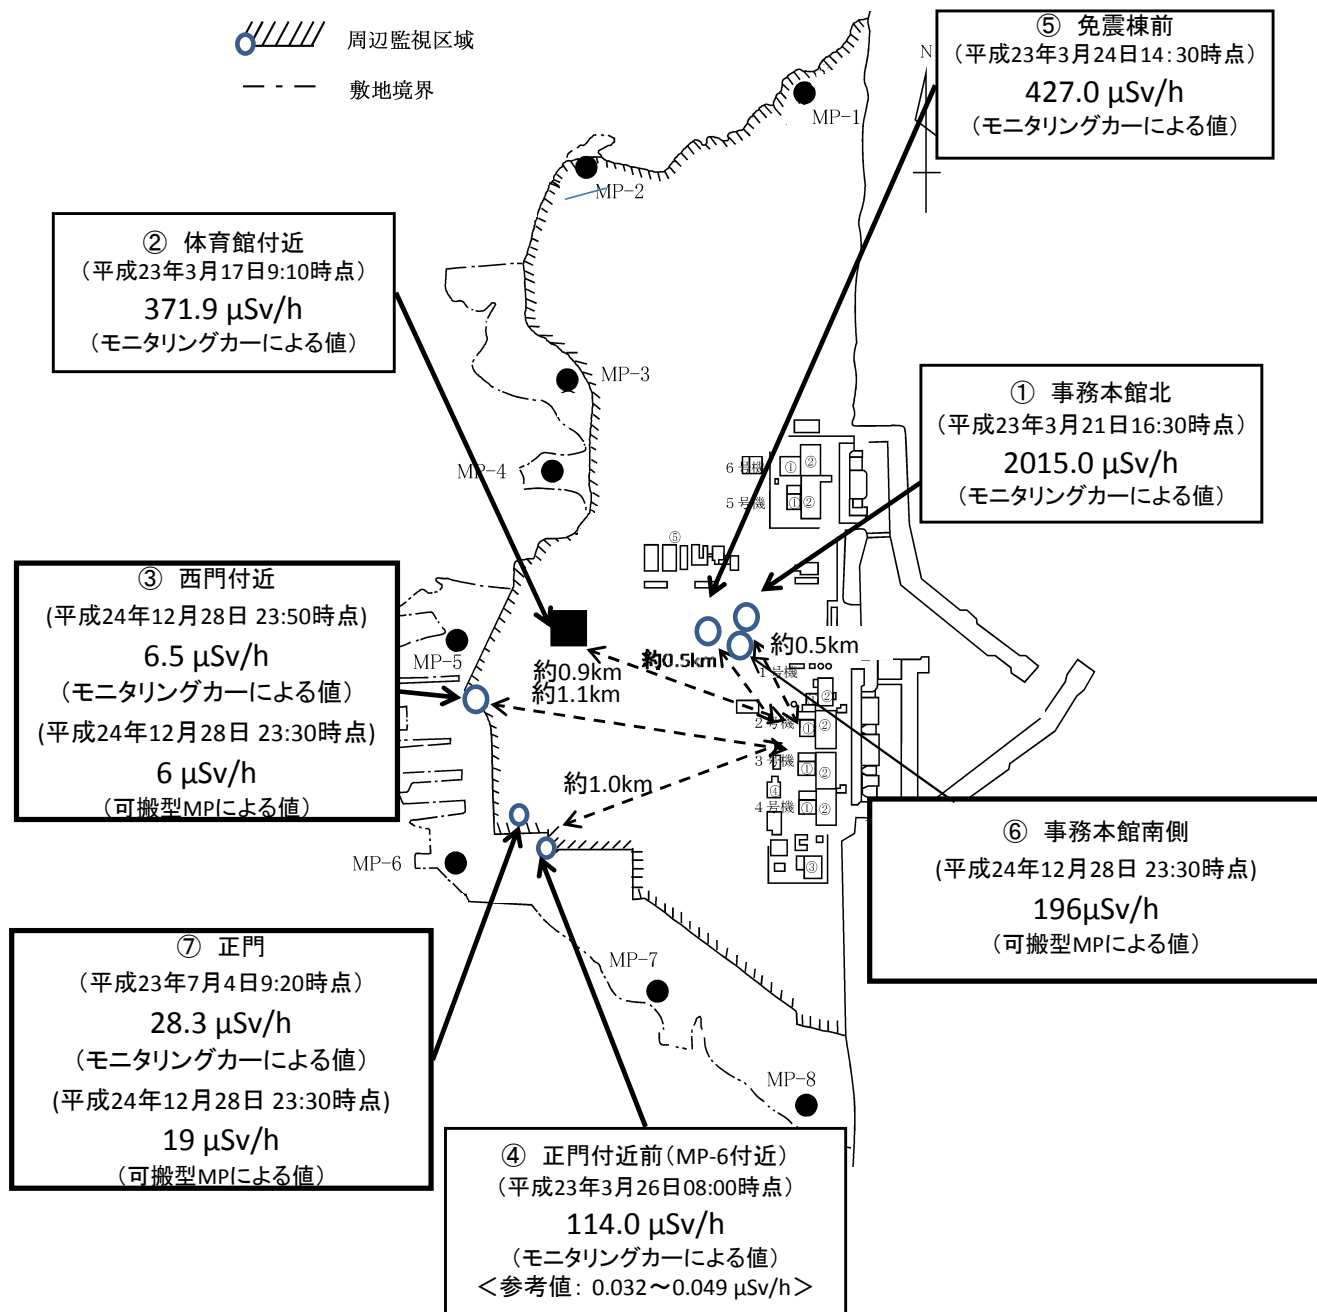 周辺監視区域
敷地境界
⑤ 免震棟前
(平成23年3月24日14:30時点)
427.0 μSv/h
(モニタリングカーによる値)
N
MP-1
MP-2
② 体育館付近
(平成23年3月17日9:10時点)
371.9 μSv/h
(モニタリングカーによる値)
MP-3
① 事務本館北
(平成23年3月21日16:30時点)
2015.0 μSv/h
(モニタリングカーによる値)
MP-4
6号機
① ②
5号機
① ②
⑤
③ 西門付近
(平成24年12月28日 23:50時点)
6.5 μSv/h
(モニタリングカーによる値)
(平成24年12月28日 23:30時点)
6 μSv/h
(可搬型MPによる値)
MP-5
約0.9km
約0.5km
約0.5km
約1.1km
1号機
②
2号機
① ②
3号機
① ②
約1.0km
④
4号機
① ②
③
MP-6
⑥ 事務本館南側
(平成24年12月28日 23:30時点)
196μSv/h
(可搬型MPによる値)
⑦ 正門
(平成23年7月4日9:20時点)
28.3 μSv/h
(モニタリングカーによる値)
(平成24年12月28日 23:30時点)
19 μSv/h
(可搬型MPによる値)
MP-7
MP-8
④ 正門付近前(MP-6付近)
(平成23年3月26日08:00時点)
114.0 μSv/h
(モニタリングカーによる値)
<参考値: 0.032～0.049 μSv/h>